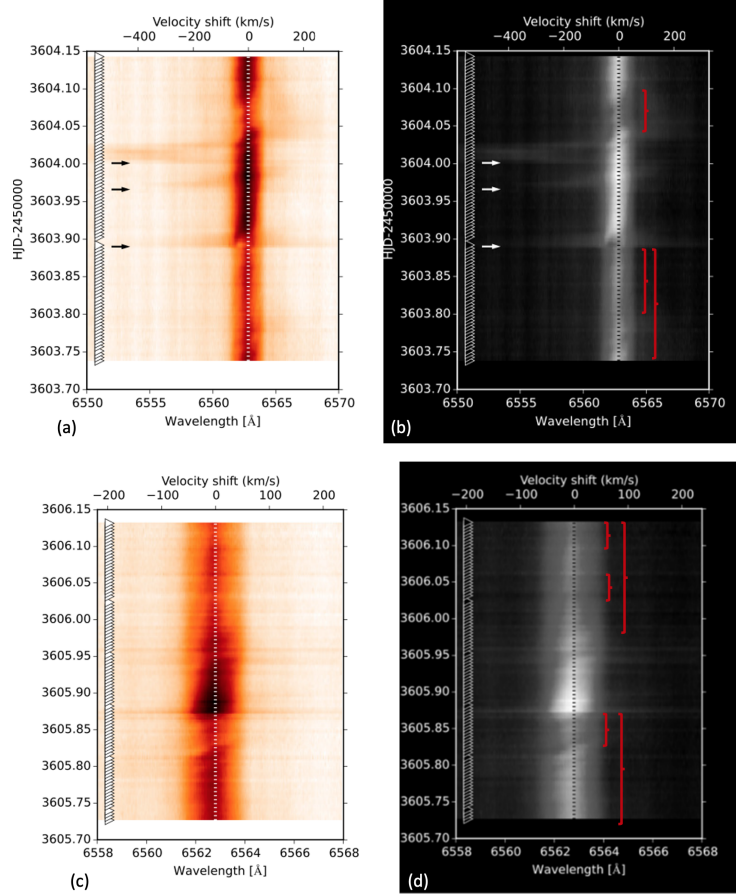 Velocity shift (km/s)
−400 −200 0 200
3604.15
3604.10
3604.05
3604.00
3603.95
3603.90
3603.85
3603.80
3603.75
3603.70
HJD-2450000
6550 6555 6560 6565 6570
Wavelength [Å]
(a)
Velocity shift (km/s)
−400 −200 0 200
3604.15
3604.10
3604.05
3604.00
3603.95
3603.90
3603.85
3603.80
3603.75
3603.70
HJD-2450000
6550 6555 6560 6565 6570
Wavelength [Å]
(b)
Velocity shift (km/s)
−200 −100 0 100 200
3606.15
3606.10
3606.05
3606.00
3605.95
3605.90
3605.85
3605.80
3605.75
3605.70
6558 6560 6562 6564 6566 6568
Wavelength [Å]
(c)
Velocity shift (km/s)
−200 −100 0 100 200
3606.15
3606.10
3606.05
3606.00
3605.95
3605.90
3605.85
3605.80
3605.75
3605.70
6558 6560 6562 6564 6566 6568
Wavelength [Å]
(d)